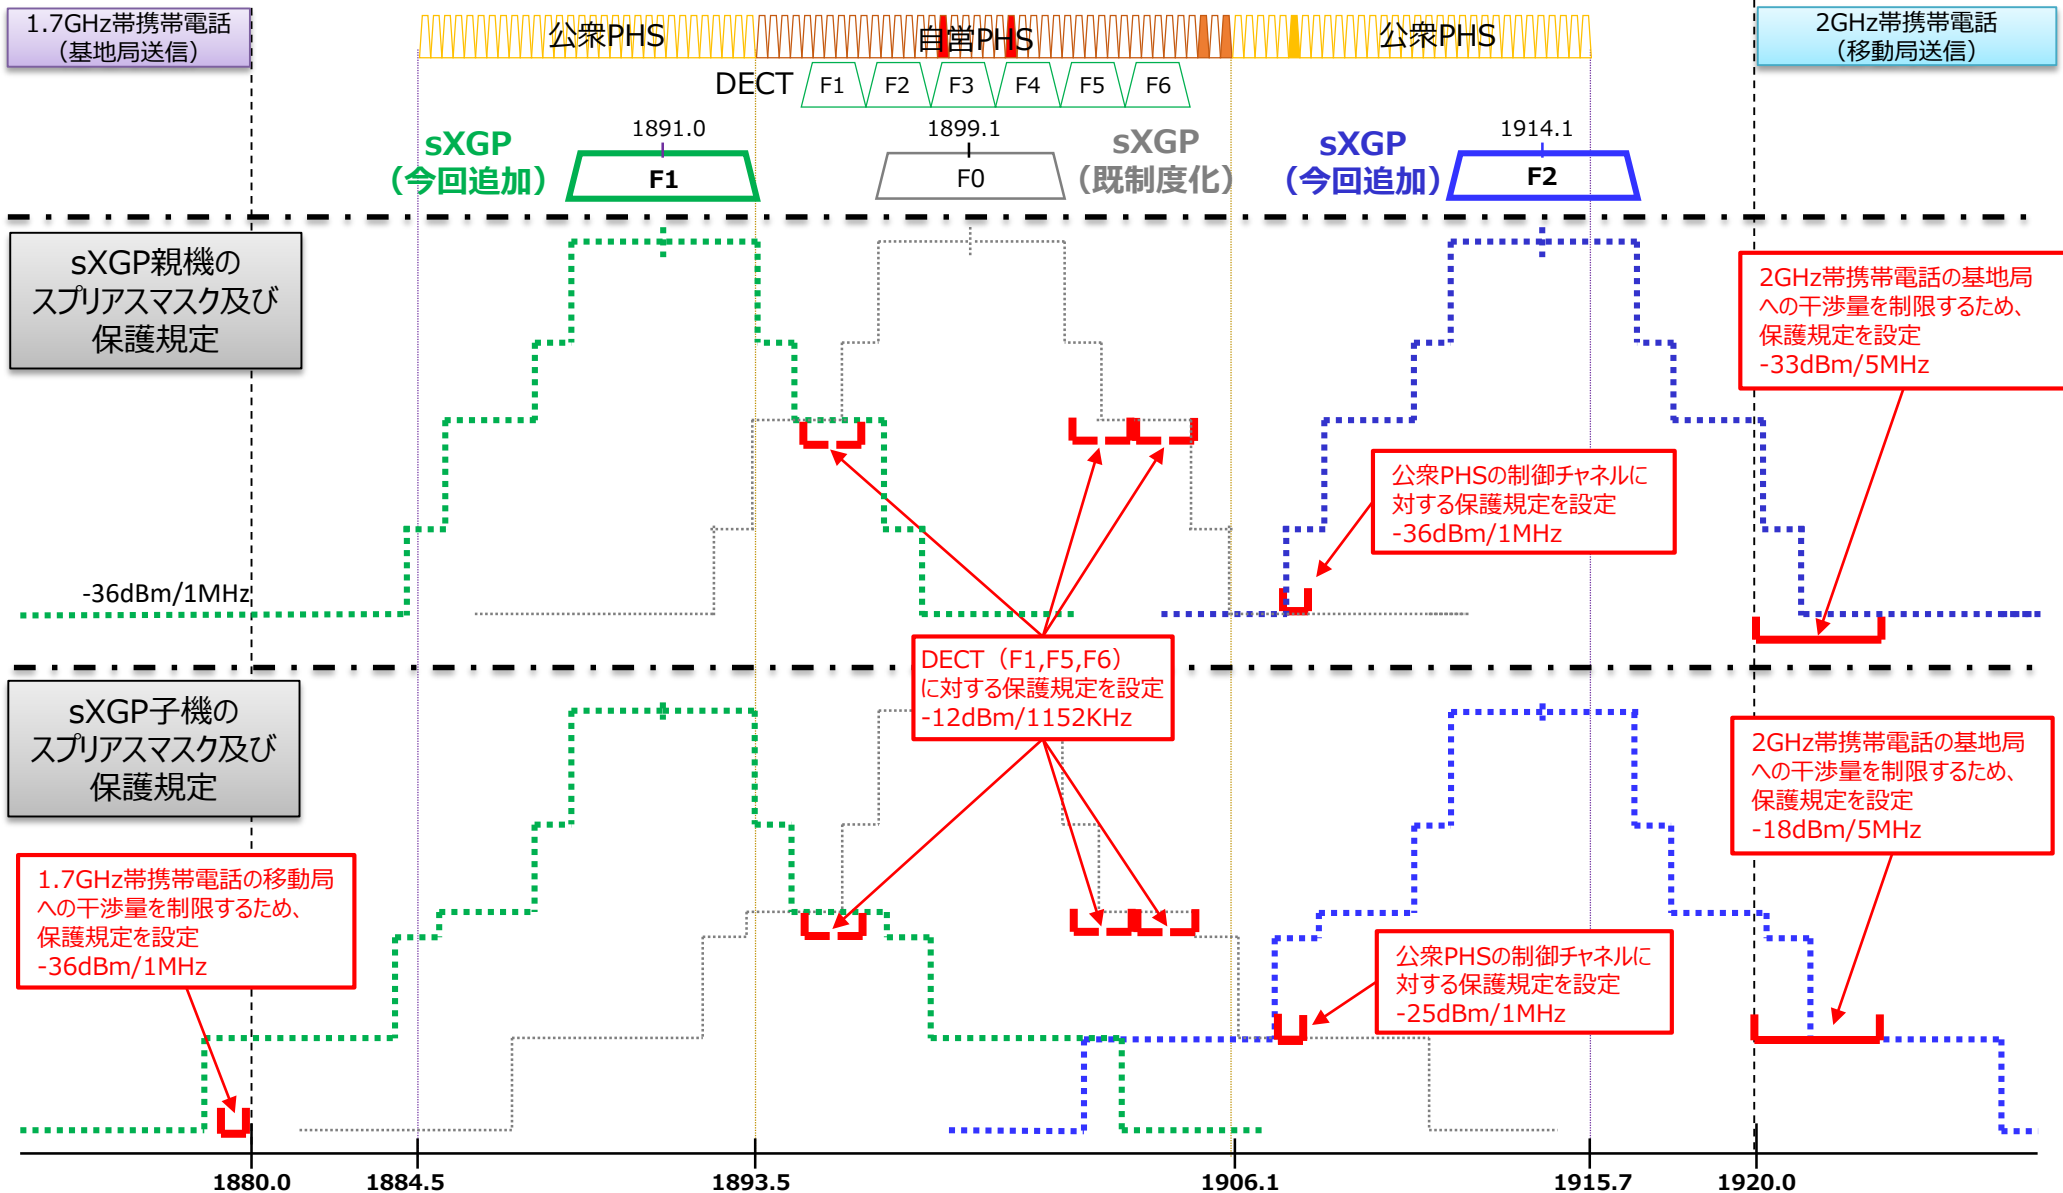 1.7GHz帯携帯電話
（基地局送信）
公衆PHS
自営PHS
公衆PHS
2GHz帯携帯電話
（移動局送信）
DECT
F1
F2
F3
F4
F5
F6
sXGP
（今回追加）
1891.0
F1
1899.1
F0
sXGP
（既制度化）
sXGP
（今回追加）
1914.1
F2
sXGP親機の
スプリアスマスク及び
保護規定
2GHz帯携帯電話の基地局
への干渉量を制限するため、
保護規定を設定
-33dBm/5MHz
公衆PHSの制御チャネルに
対する保護規定を設定
-36dBm/1MHz
-36dBm/1MHz
DECT（F1,F5,F6）
に対する保護規定を設定
-12dBm/1152KHz
sXGP子機の
スプリアスマスク及び
保護規定
2GHz帯携帯電話の基地局
への干渉量を制限するため、
保護規定を設定
-18dBm/5MHz
1.7GHz帯携帯電話の移動局
への干渉量を制限するため、
保護規定を設定
-36dBm/1MHz
公衆PHSの制御チャネルに
対する保護規定を設定
-25dBm/1MHz
1880.0
1884.5
1893.5
1906.1
1915.7
1920.0